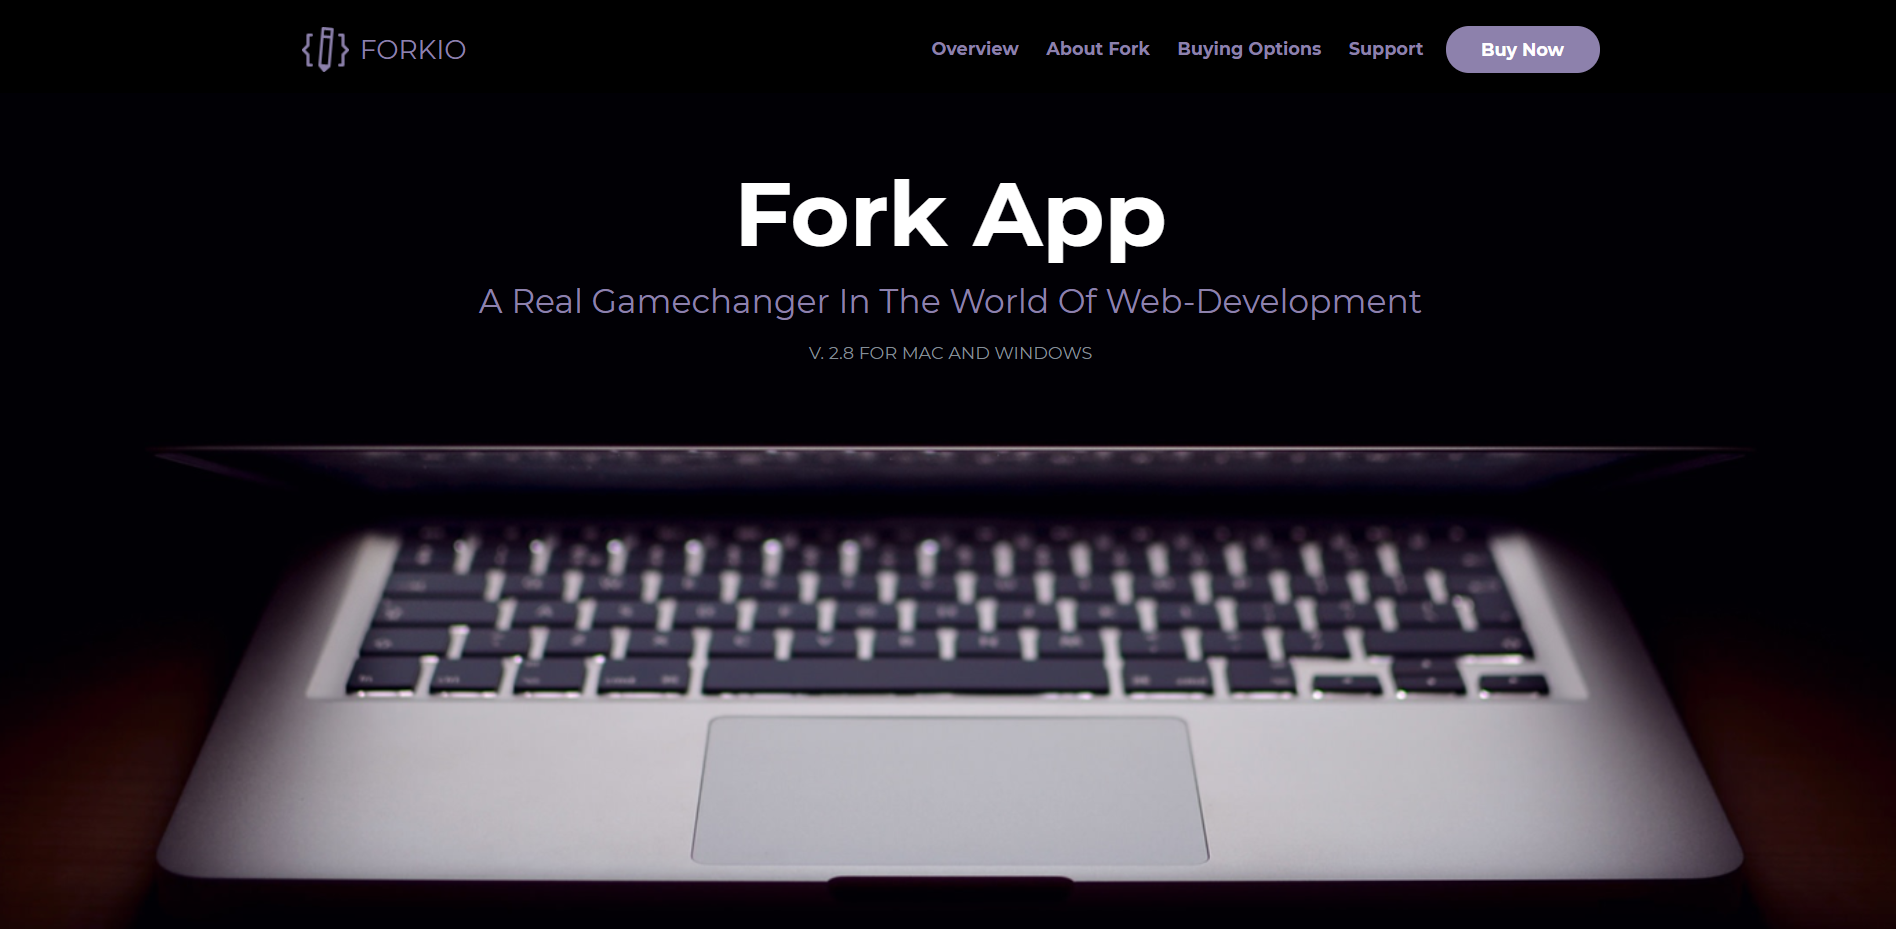 FORKIO
Overview About Fork Buying Options Support Buy Now
Fork App
A Real Gamechanger In The World Of Web-Development
V. 2.8 FOR MAC AND WINDOWS